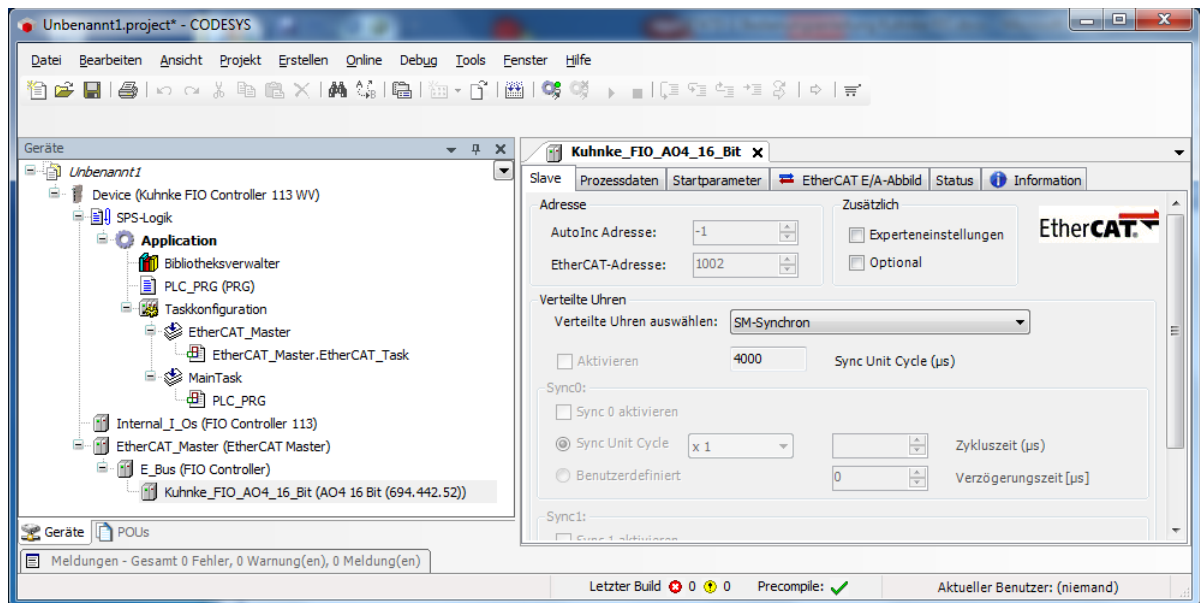 Unbenannt1.project* - CODESYS
Datei Bearbeiten Ansicht Projekt Erstellen Online Debug Tools Fenster Hilfe
Geräte
Unbenannt1
Device (Kuhnke FIO Controller 113 WV)
SPS-Logik
Application
Bibliotheksverwalter
PLC_PRG (PRG)
Taskkonfiguration
EtherCAT_Master
EtherCAT_Master.EtherCAT_Task
MainTask
PLC_PRG
Internal_I_Os (FIO Controller 113)
EtherCAT_Master (EtherCAT Master)
E_Bus (FIO Controller)
Kuhnke_FIO_AO4_16_Bit (AO4 16 Bit (694.442.52))
Geräte POUs
Kuhnke_FIO_AO4_16_Bit
Slave Prozessdaten Startparameter EtherCAT E/A-Abbild Status Information
Adresse
AutoInc Adresse: -1
EtherCAT-Adresse: 1002
Zusätzlich
Experteneinstellungen
Optional
EtherCAT
Verteilte Uhren
Verteilte Uhren auswählen: SM-Synchron
Aktivieren 4000 Sync Unit Cycle (µs)
Sync0:
Sync 0 aktivieren
Sync Unit Cycle x 1 Zykluszeit (µs)
Benutzerdefiniert 0 Verzögerungszeit [µs]
Sync1:
Sync 1 aktivieren
Meldungen - Gesamt 0 Fehler, 0 Warnung(en), 0 Meldung(en)
Letzter Build 0 0 Precompile: Aktueller Benutzer: (niemand)